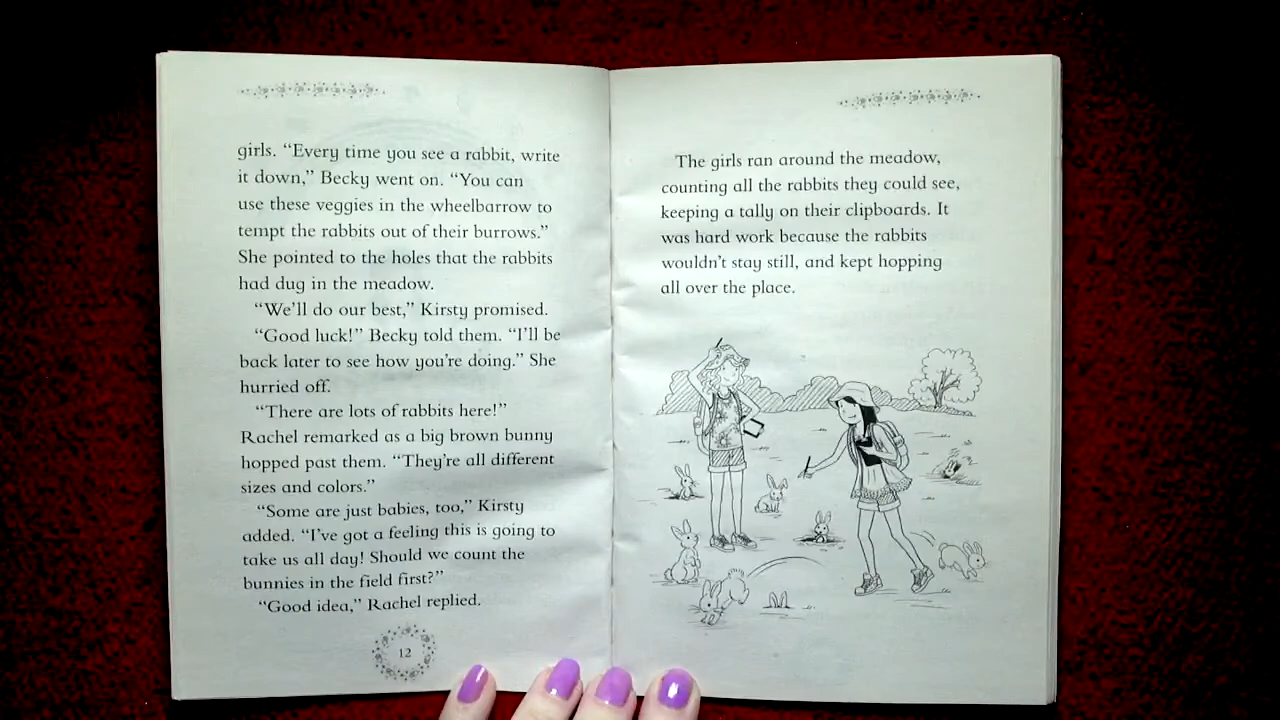 girls. “Every time you see a rabbit, write
it down,” Becky went on. “You can
use these veggies in the wheelbarrow to
tempt the rabbits out of their burrows.”
She pointed to the holes that the rabbits
had dug in the meadow.
“We’ll do our best,” Kirsty promised.
“Good luck!” Becky told them. “I’ll be
back later to see how you’re doing.” She
hurried off.
“There are lots of rabbits here!”
Rachel remarked as a big brown bunny
hopped past them. “They’re all different
sizes and colors.”
“Some are just babies, too,” Kirsty
added. “I’ve got a feeling this is going to
take us all day! Should we count the
bunnies in the field first?”
“Good idea,” Rachel replied.
12
The girls ran around the meadow,
counting all the rabbits they could see,
keeping a tally on their clipboards. It
was hard work because the rabbits
wouldn’t stay still, and kept hopping
all over the place.